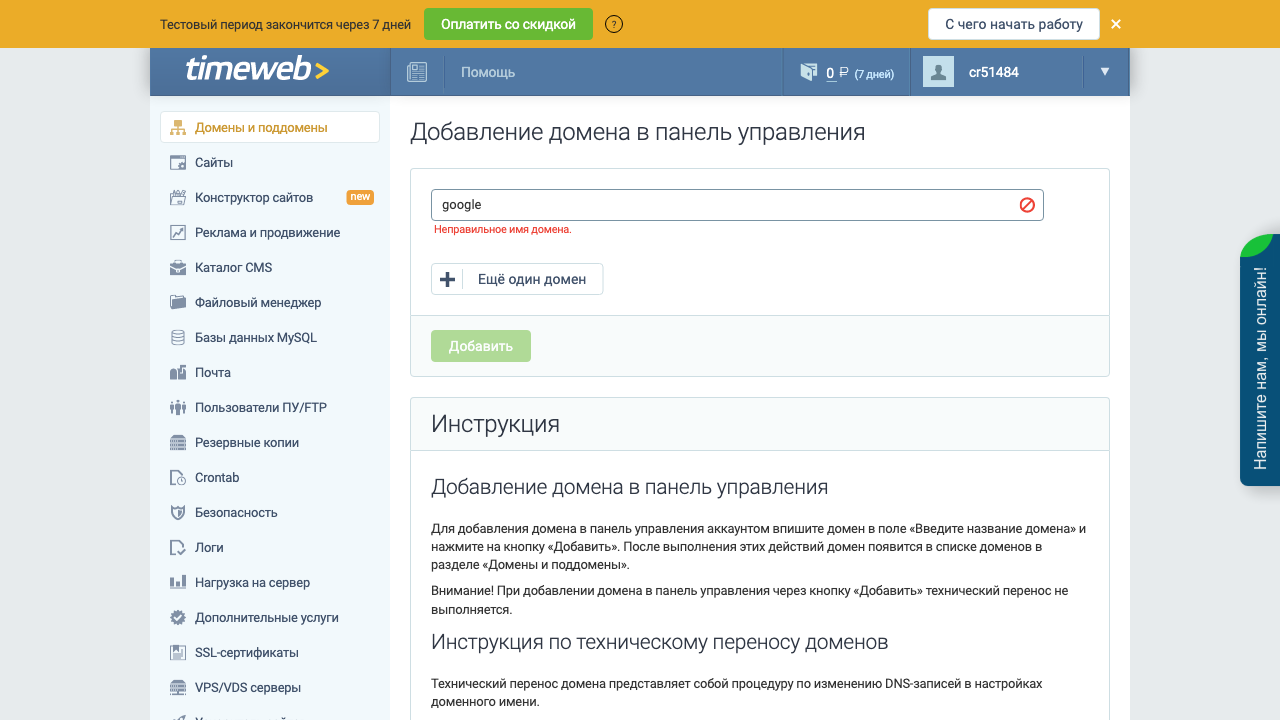 Тестовый период закончится через 7 дней
Оплатить со скидкой
?
С чего начать работу
timeweb
Помощь
0 ₽ (7 дней)
cr51484
Домены и поддомены
Сайты
Конструктор сайтов
new
Реклама и продвижение
Каталог CMS
Файловый менеджер
Базы данных MySQL
Почта
Пользователи ПУ/FTP
Резервные копии
Crontab
Безопасность
Логи
Нагрузка на сервер
Дополнительные услуги
SSL-сертификаты
VPS/VDS серверы
Добавление домена в панель управления
google
Неправильное имя домена.
Ещё один домен
Добавить
Инструкция
Добавление домена в панель управления
Для добавления домена в панель управления аккаунтом впишите домен в поле «Введите название домена» и
нажмите на кнопку «Добавить». После выполнения этих действий домен появится в списке доменов в
разделе «Домены и поддомены».
Внимание! При добавлении домена в панель управления через кнопку «Добавить» технический перенос не
выполняется.
Инструкция по техническому переносу доменов
Технический перенос домена представляет собой процедуру по изменению DNS-записей в настройках
доменного имени.
Напишите нам, мы онлайн!